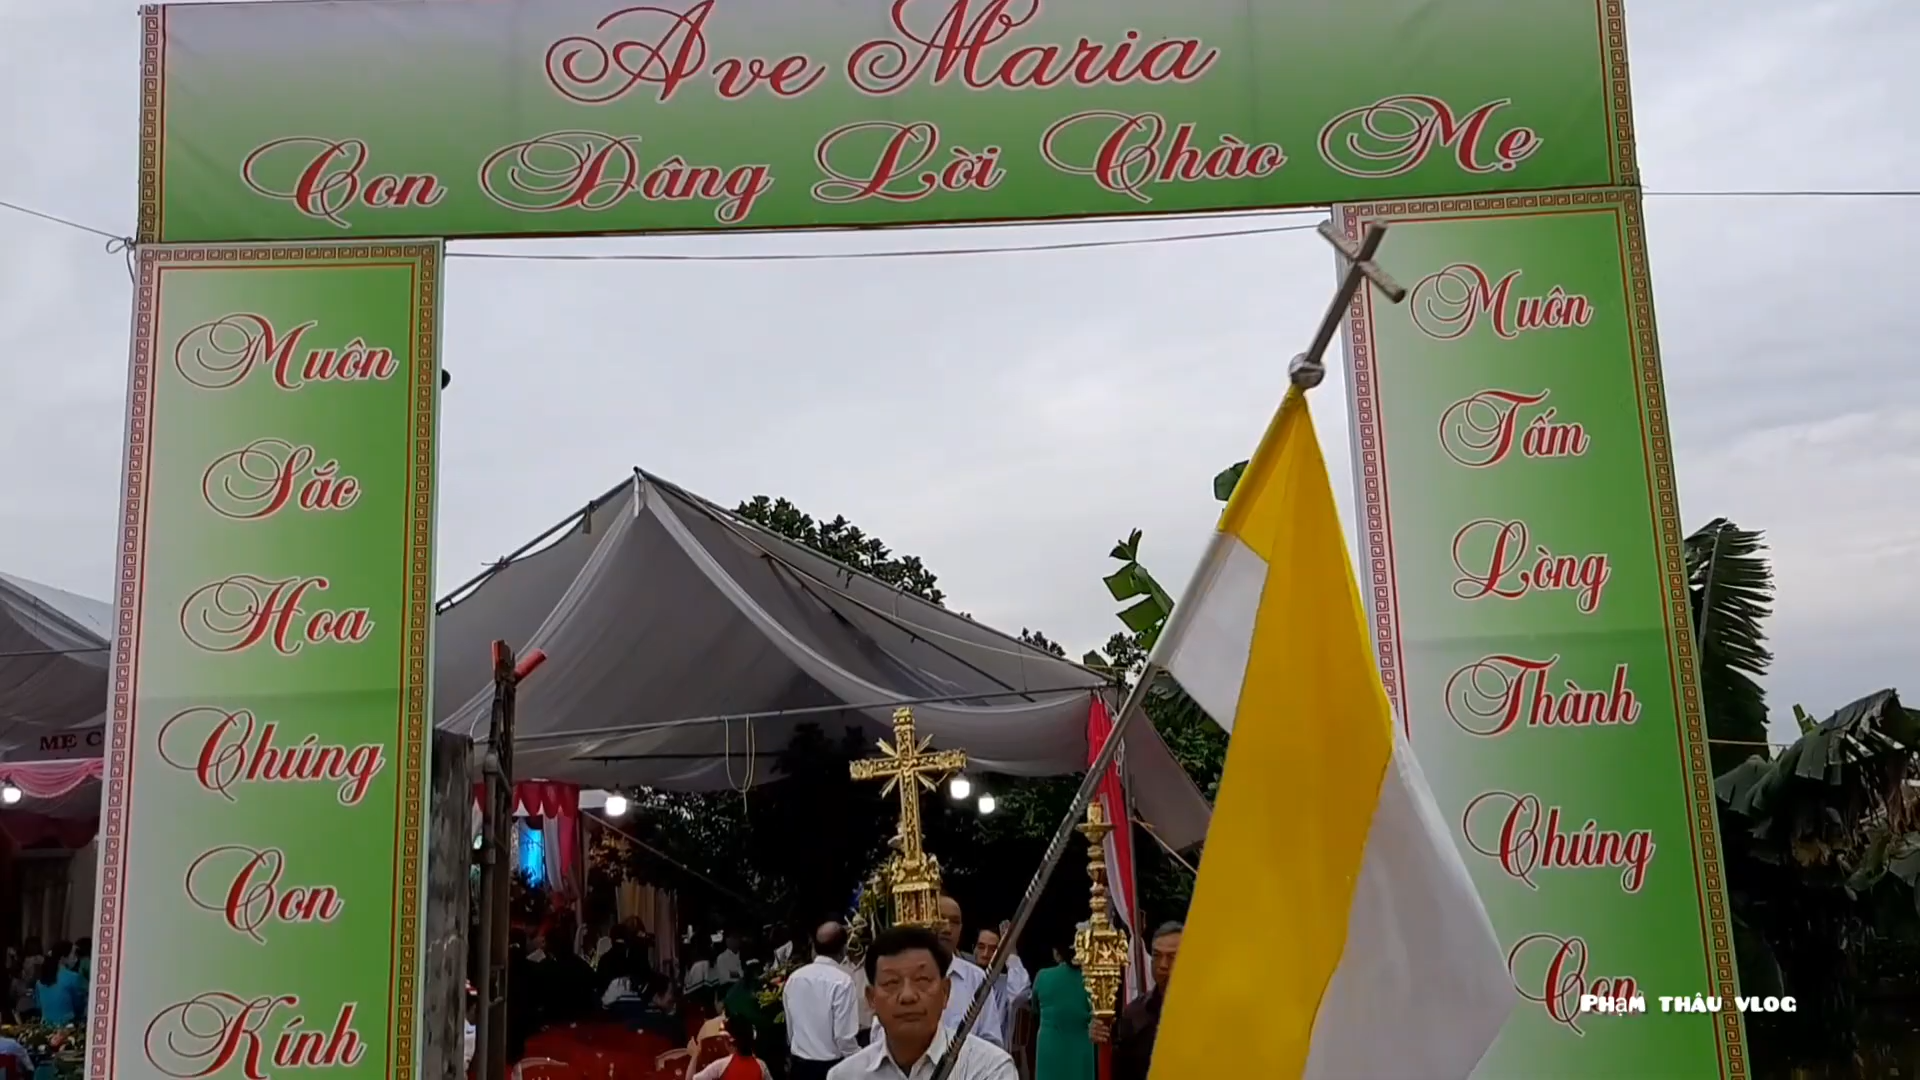 Ave Maria
Con Dâng Lời Chào Mẹ
Muôn
Sắc
Hoa
Chúng
Con
Kính
Muôn
Tấm
Lòng
Thành
Chúng
Con
MẸ
PHẠM THÂU VLOG